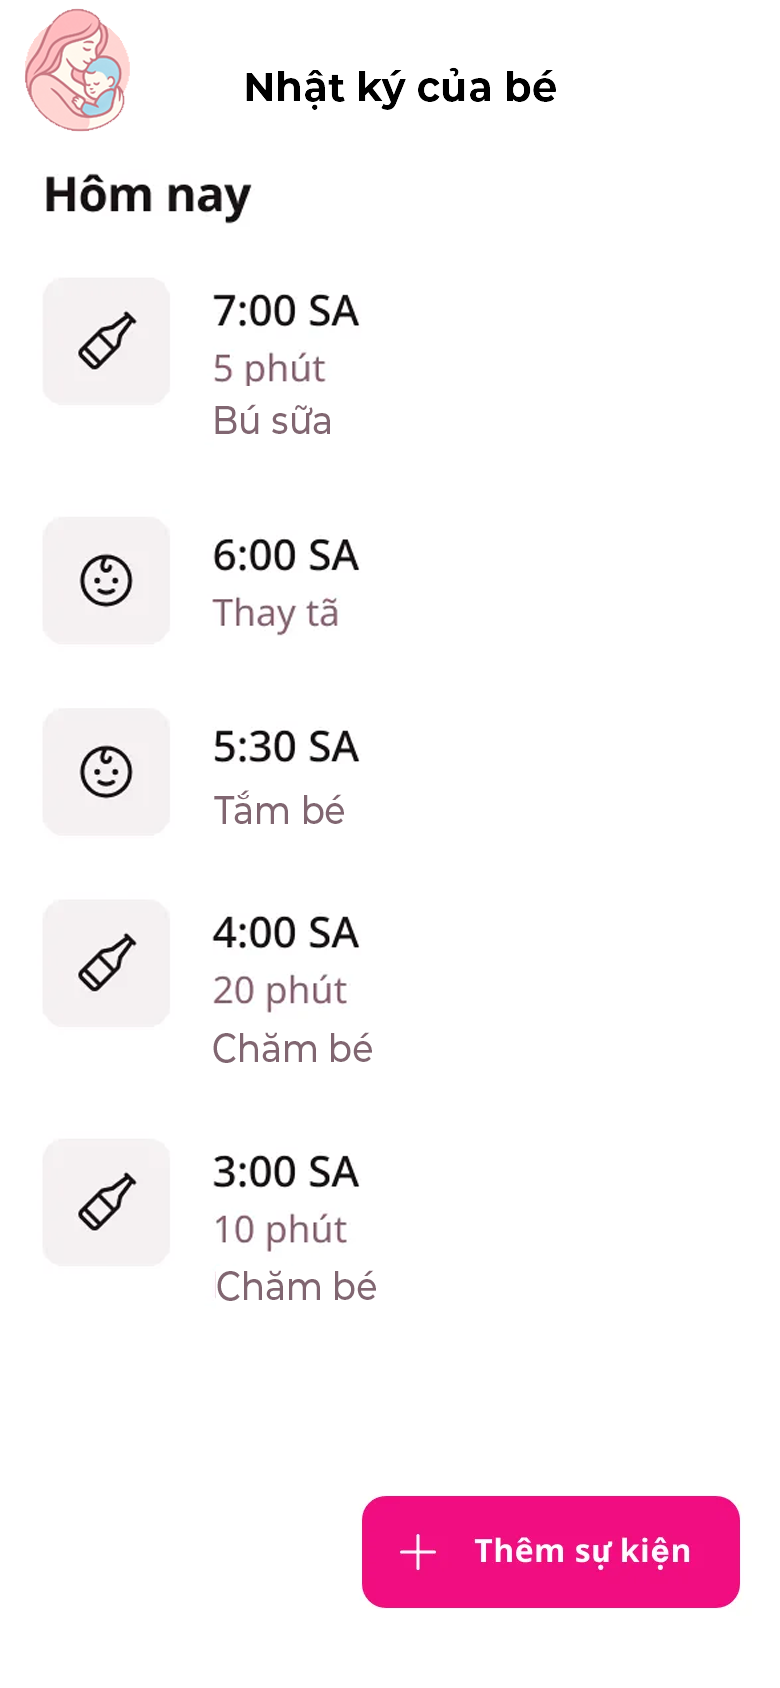 Nhật ký của bé
Hôm nay
7:00 SA
5 phút
Bú sữa
6:00 SA
Thay tã
5:30 SA
Tắm bé
4:00 SA
20 phút
Chăm bé
3:00 SA
10 phút
Chăm bé
Thêm sự kiện